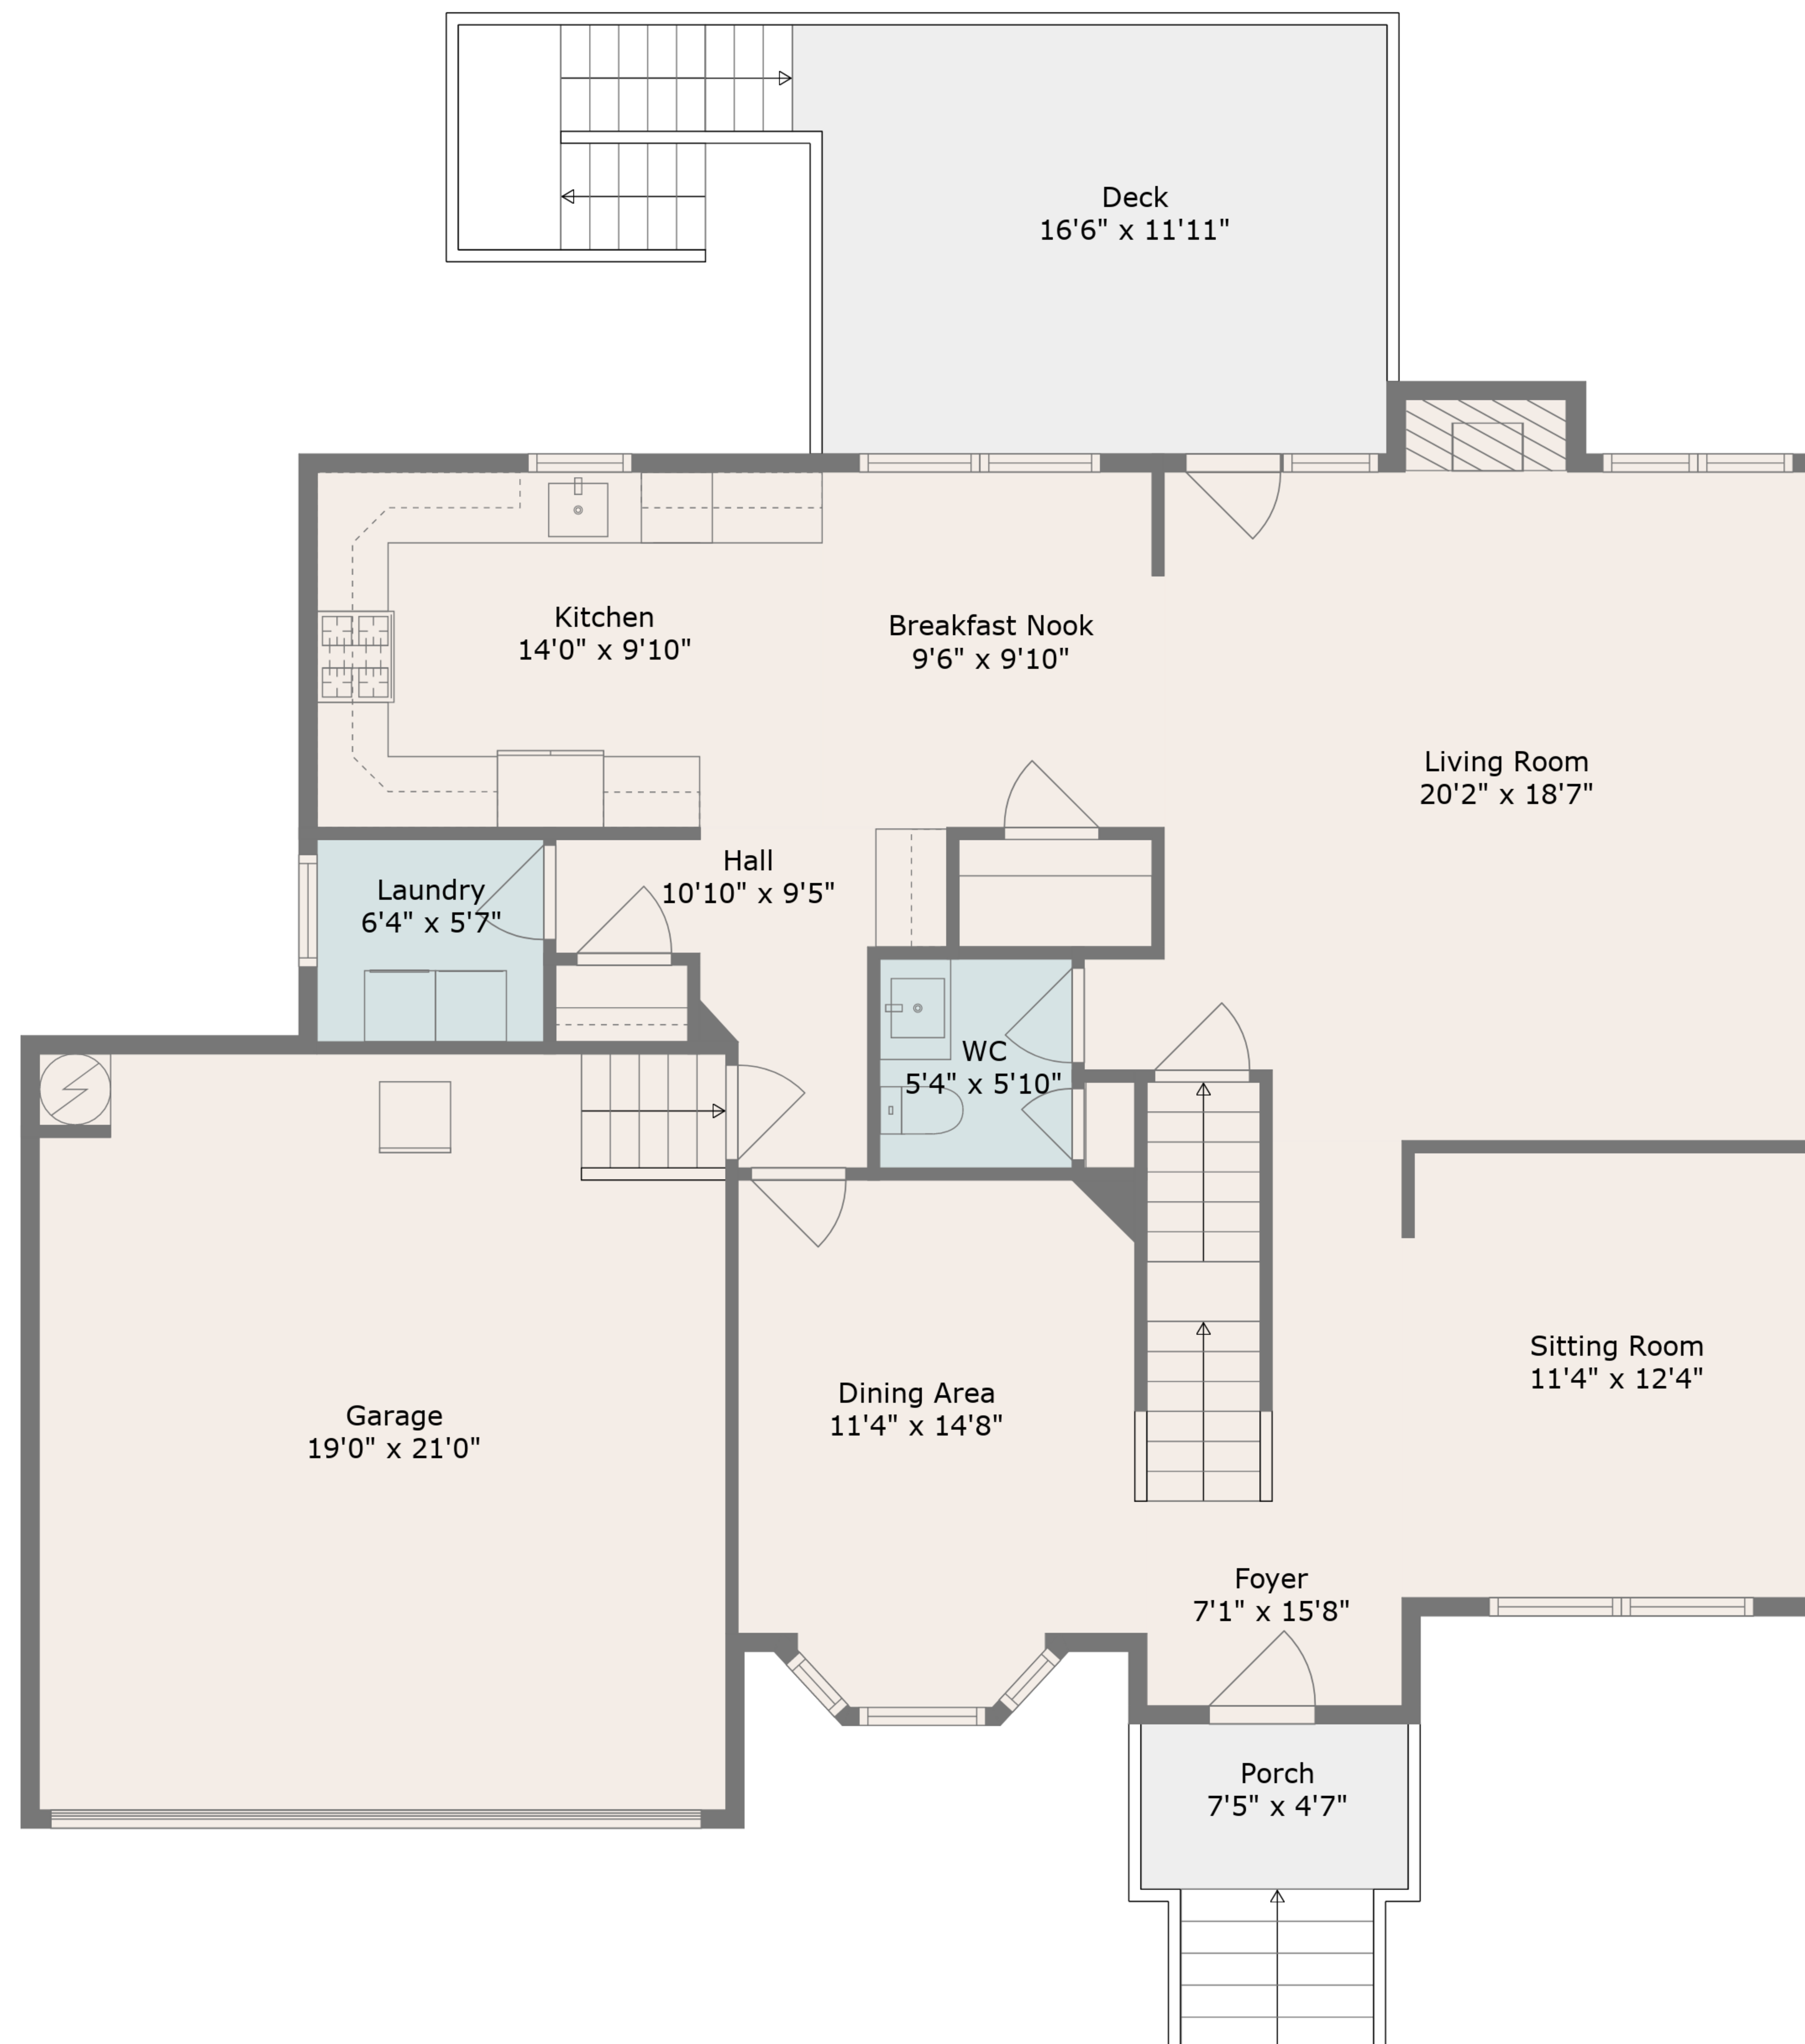 Deck
16'6" x 11'11"
Kitchen
14'0" x 9'10"
Breakfast Nook
9'6" x 9'10"
Living Room
20'2" x 18'7"
Hall
10'10" x 9'5"
Laundry
6'4" x 5'7"
WC
5'4" x 5'10"
Sitting Room
11'4" x 12'4"
Dining Area
11'4" x 14'8"
Garage
19'0" x 21'0"
Foyer
7'1" x 15'8"
Porch
7'5" x 4'7"